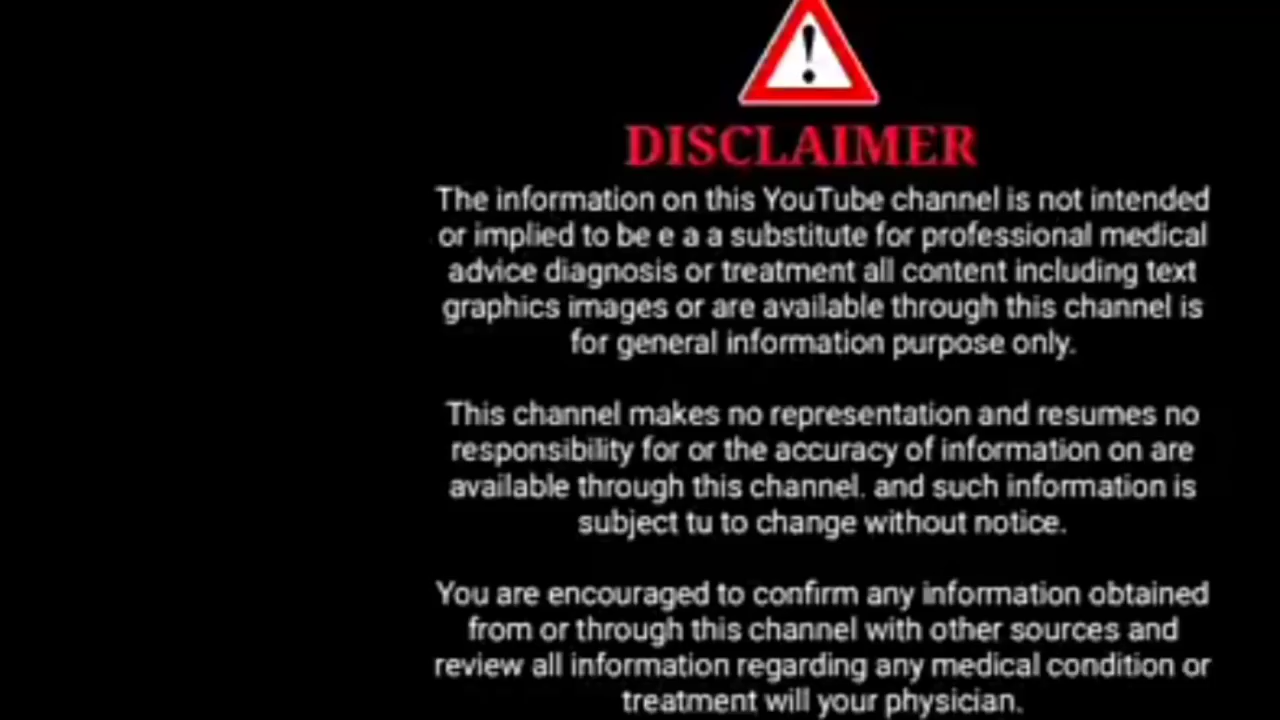 DISCLAIMER
The information on this YouTube channel is not intended
or implied to be e a a substitute for professional medical
advice diagnosis or treatment all content including text
graphics images or are available through this channel is
for general information purpose only.
This channel makes no representation and resumes no
responsibility for or the accuracy of information on are
available through this channel. and such information is
subject tu to change without notice.
You are encouraged to confirm any information obtained
from or through this channel with other sources and
review all information regarding any medical condition or
treatment will your physician.